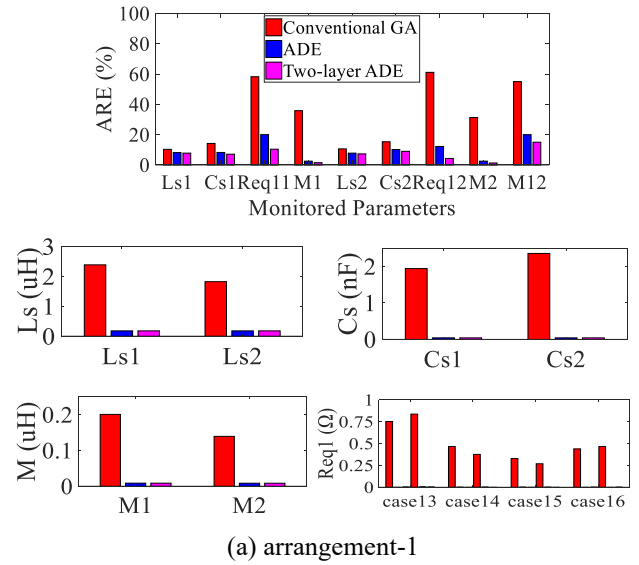 100
80
60
40
20
0
ARE (%)
Conventional GA
ADE
Two-layer ADE
Ls1 Cs1 Req11 M1 Ls2 Cs2 Req12 M2 M12
Monitored Parameters
3
2
1
0
Ls (uH)
Ls1 Ls2
2
1
0
Cs (nF)
Cs1 Cs2
0.2
0.1
0
M (uH)
M1 M2
1
0.75
0.5
0.25
0
Req1 (Ω)
case13 case14 case15 case16
(a) arrangement-1